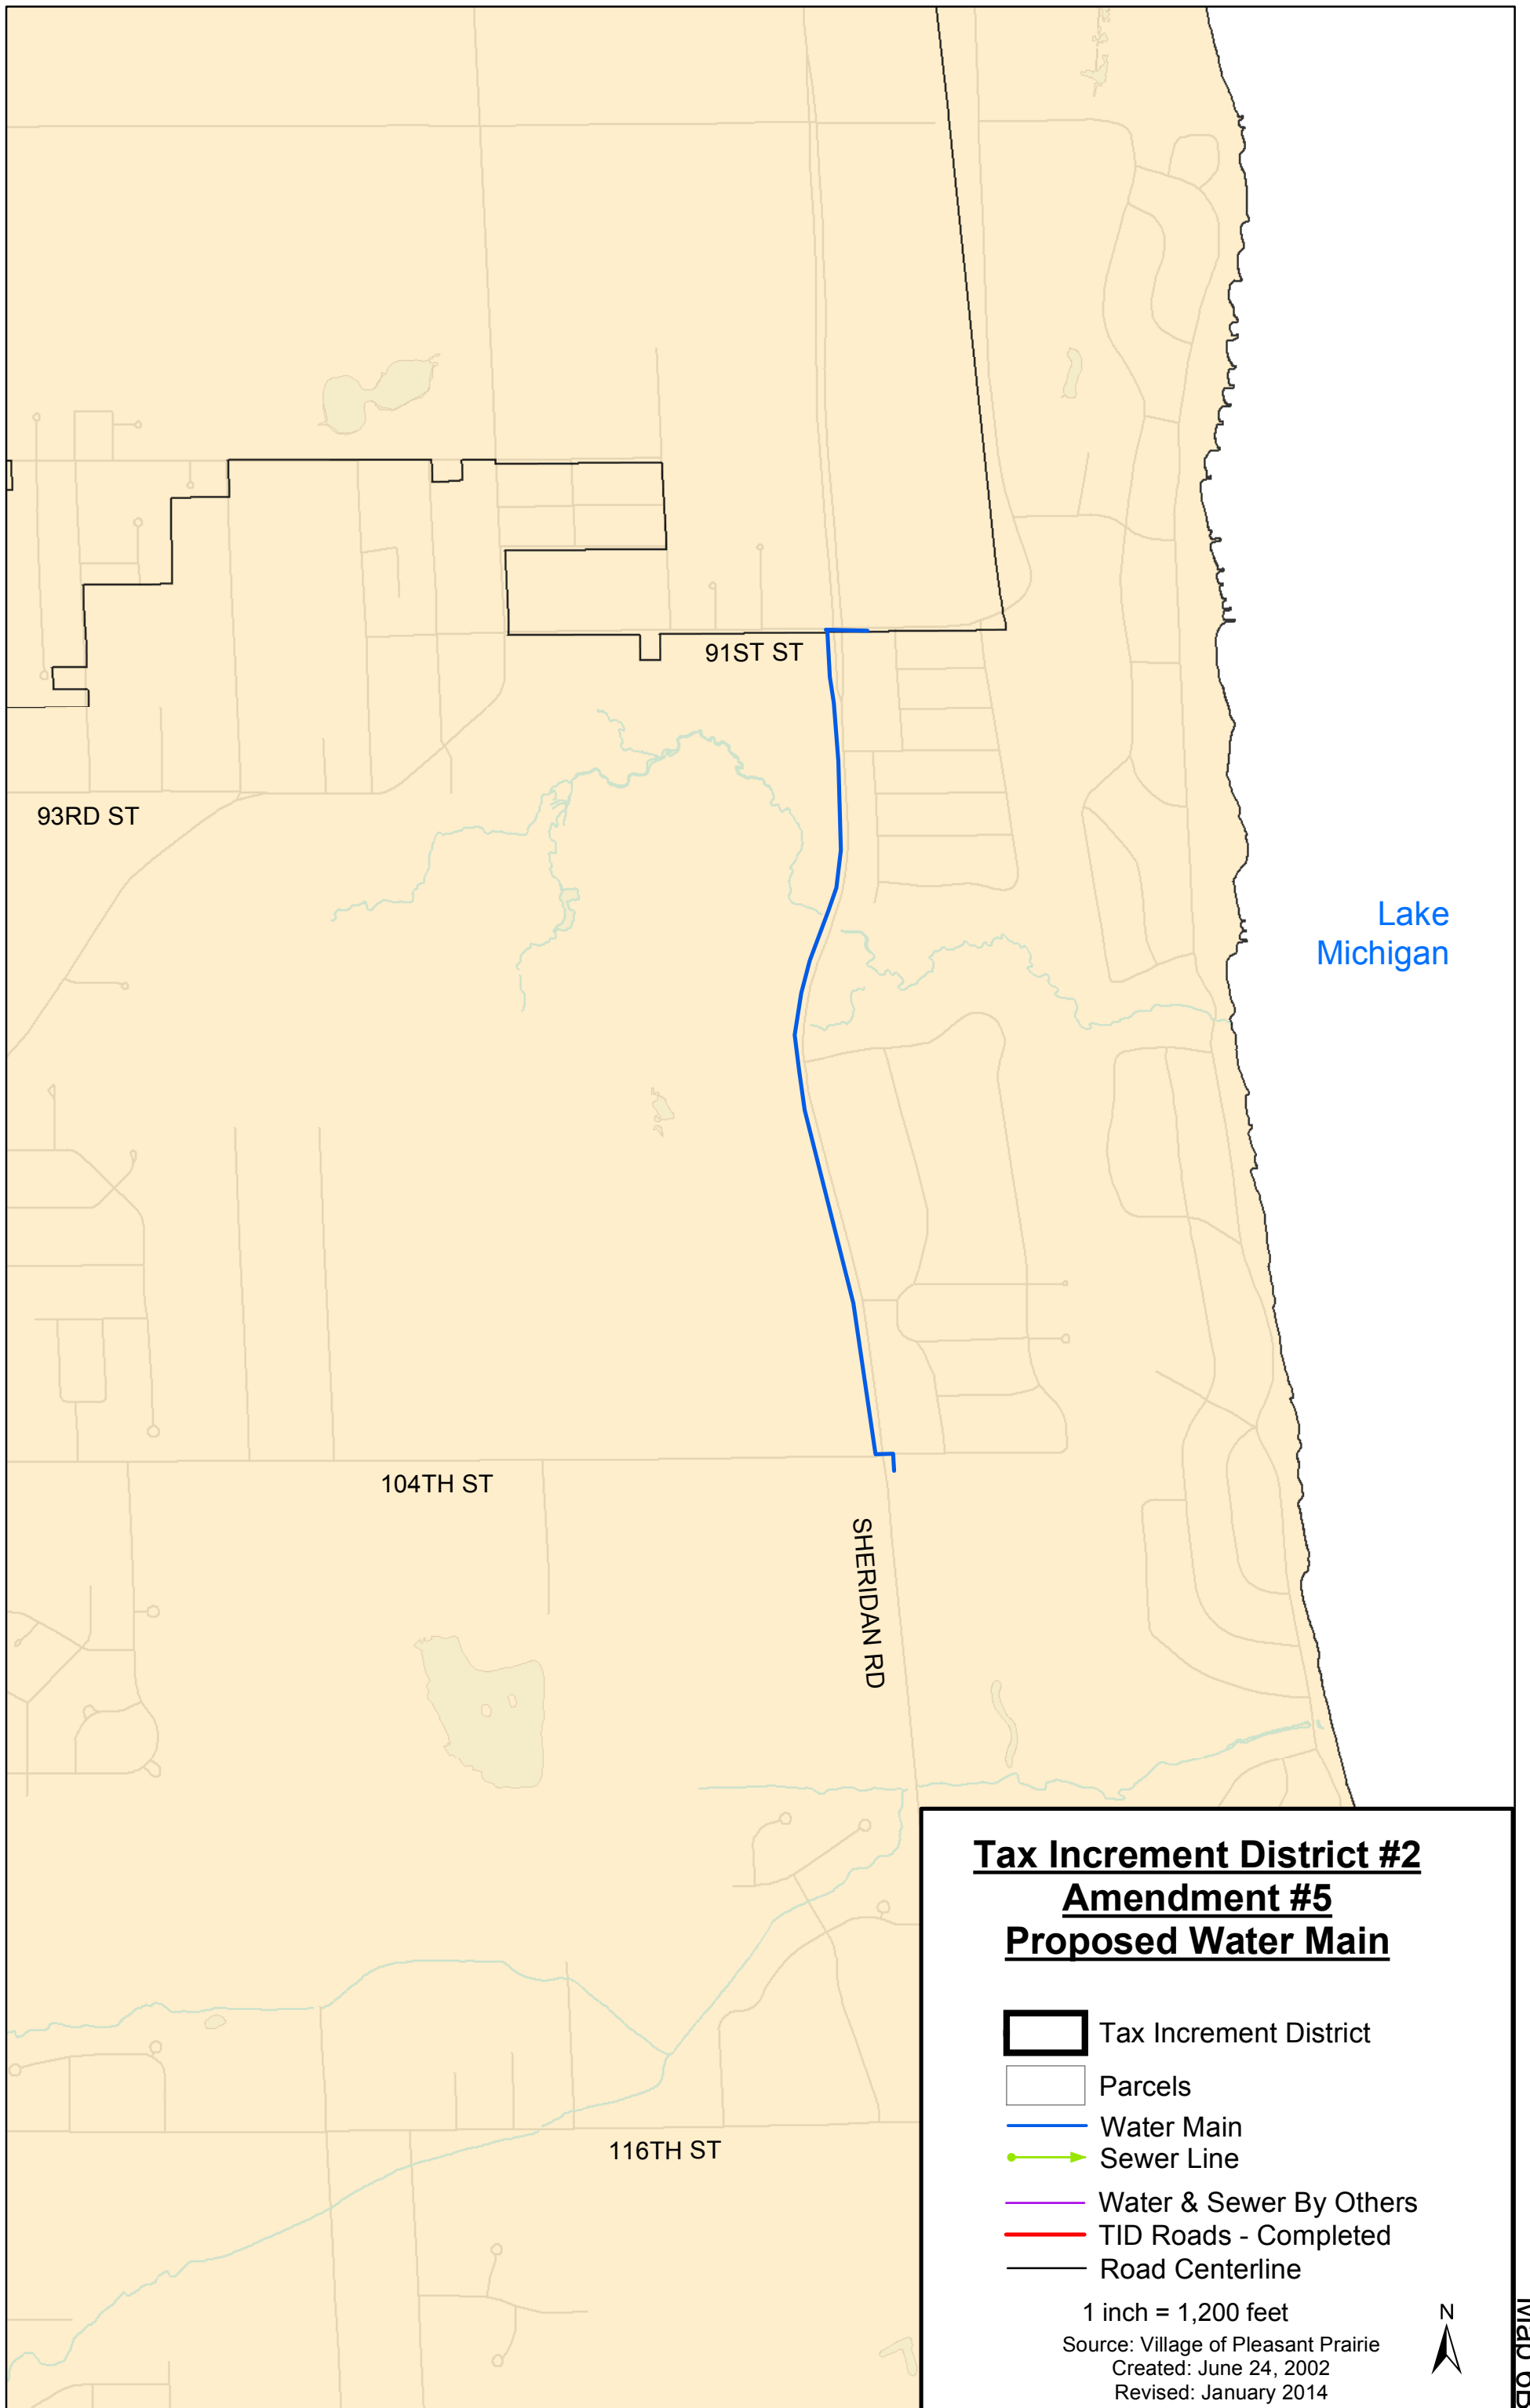 91ST ST
93RD ST
Lake
Michigan
104TH ST
SHERIDAN RD
116TH ST
Tax Increment District #2
Amendment #5
Proposed Water Main
Tax Increment District
Parcels
Water Main
Sewer Line
Water & Sewer By Others
TID Roads - Completed
Road Centerline
1 inch = 1,200 feet
N
Source: Village of Pleasant Prairie
Created: June 24, 2002
Revised: January 2014
Map